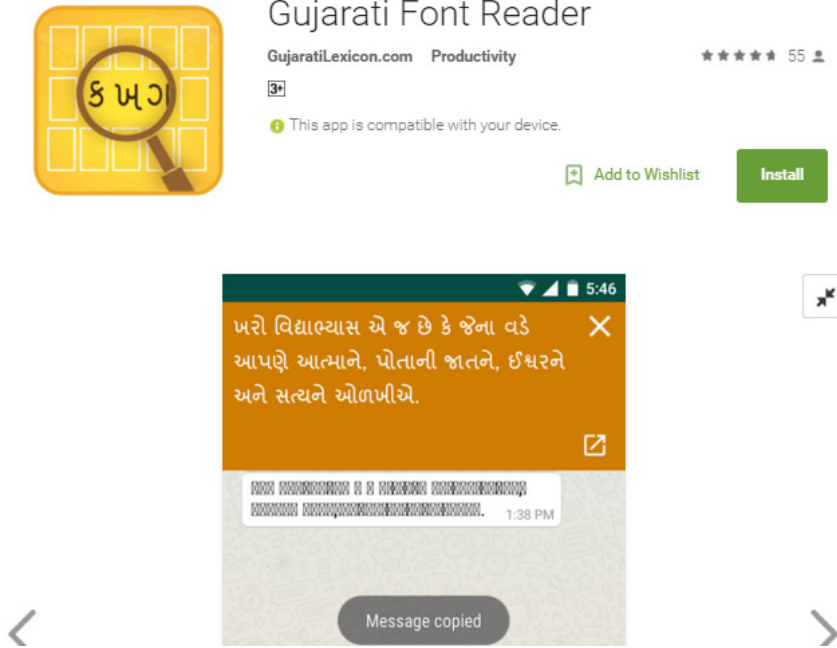 Gujarati Font Reader
GujaratiLexicon.com Productivity
55
3+
This app is compatible with your device.
Add to Wishlist
Install
ક ખ ગ
5:46
ખરો વિદ્યાભ્યાસ એ જ છે કે જેના વડે
આપણે આત્માને, પોતાની જાતને, ઈશ્વરને
અને સત્યને ઓળખીએ.
1:38 PM
Message copied